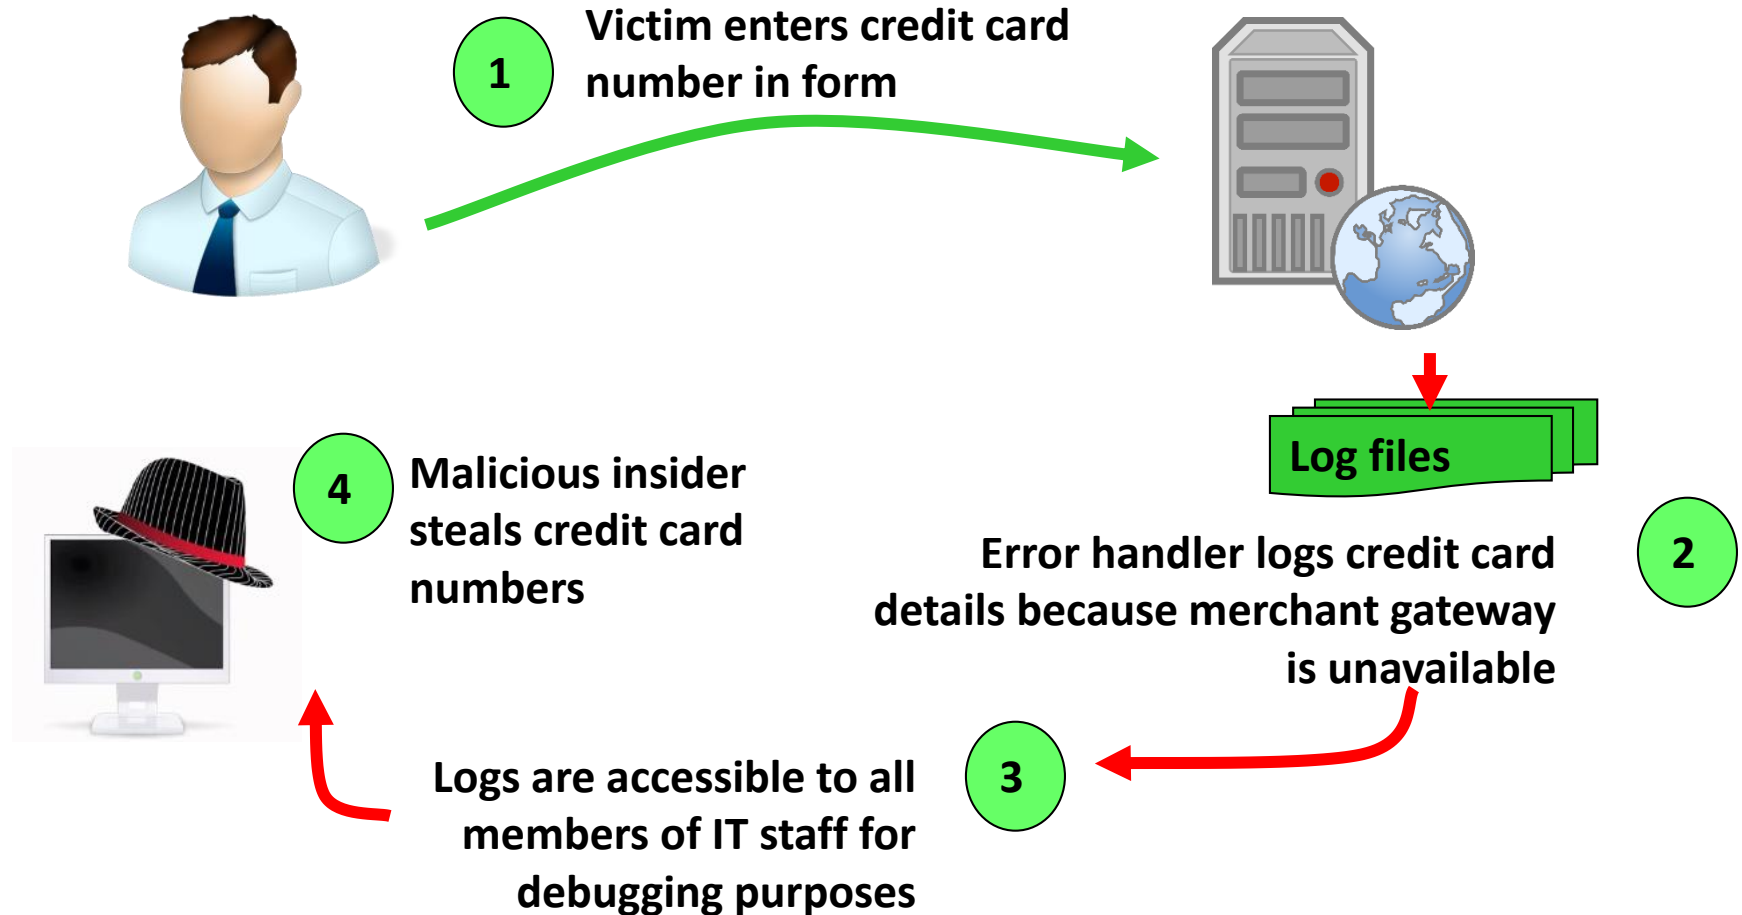 1
Victim enters credit card
number in form
Log files
2
Error handler logs credit card
details because merchant gateway
is unavailable
3
Logs are accessible to all
members of IT staff for
debugging purposes
4
Malicious insider
steals credit card
numbers